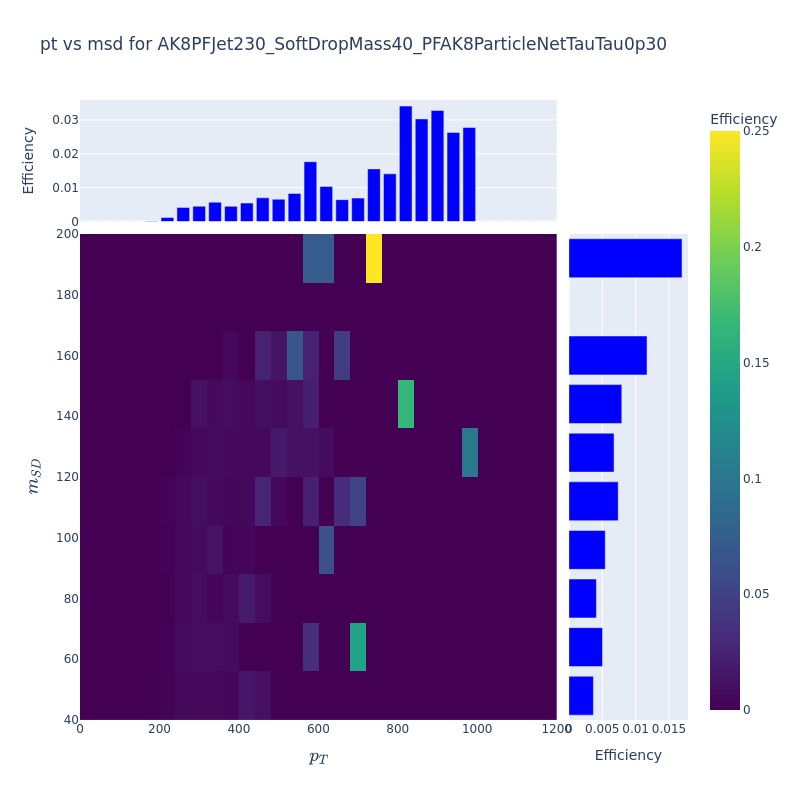 pt vs msd for AK8PFJet230_SoftDropMass40_PFAK8ParticleNetTauTau0p30
Efficiency
0.03
0.02
0.01
0
Efficiency
0.25
0.2
0.15
0.1
0.05
0
m_SD
200
180
160
140
120
100
80
60
40
0 200 400 600 800 1000 1200
p_T
0 0.005 0.01 0.015
Efficiency